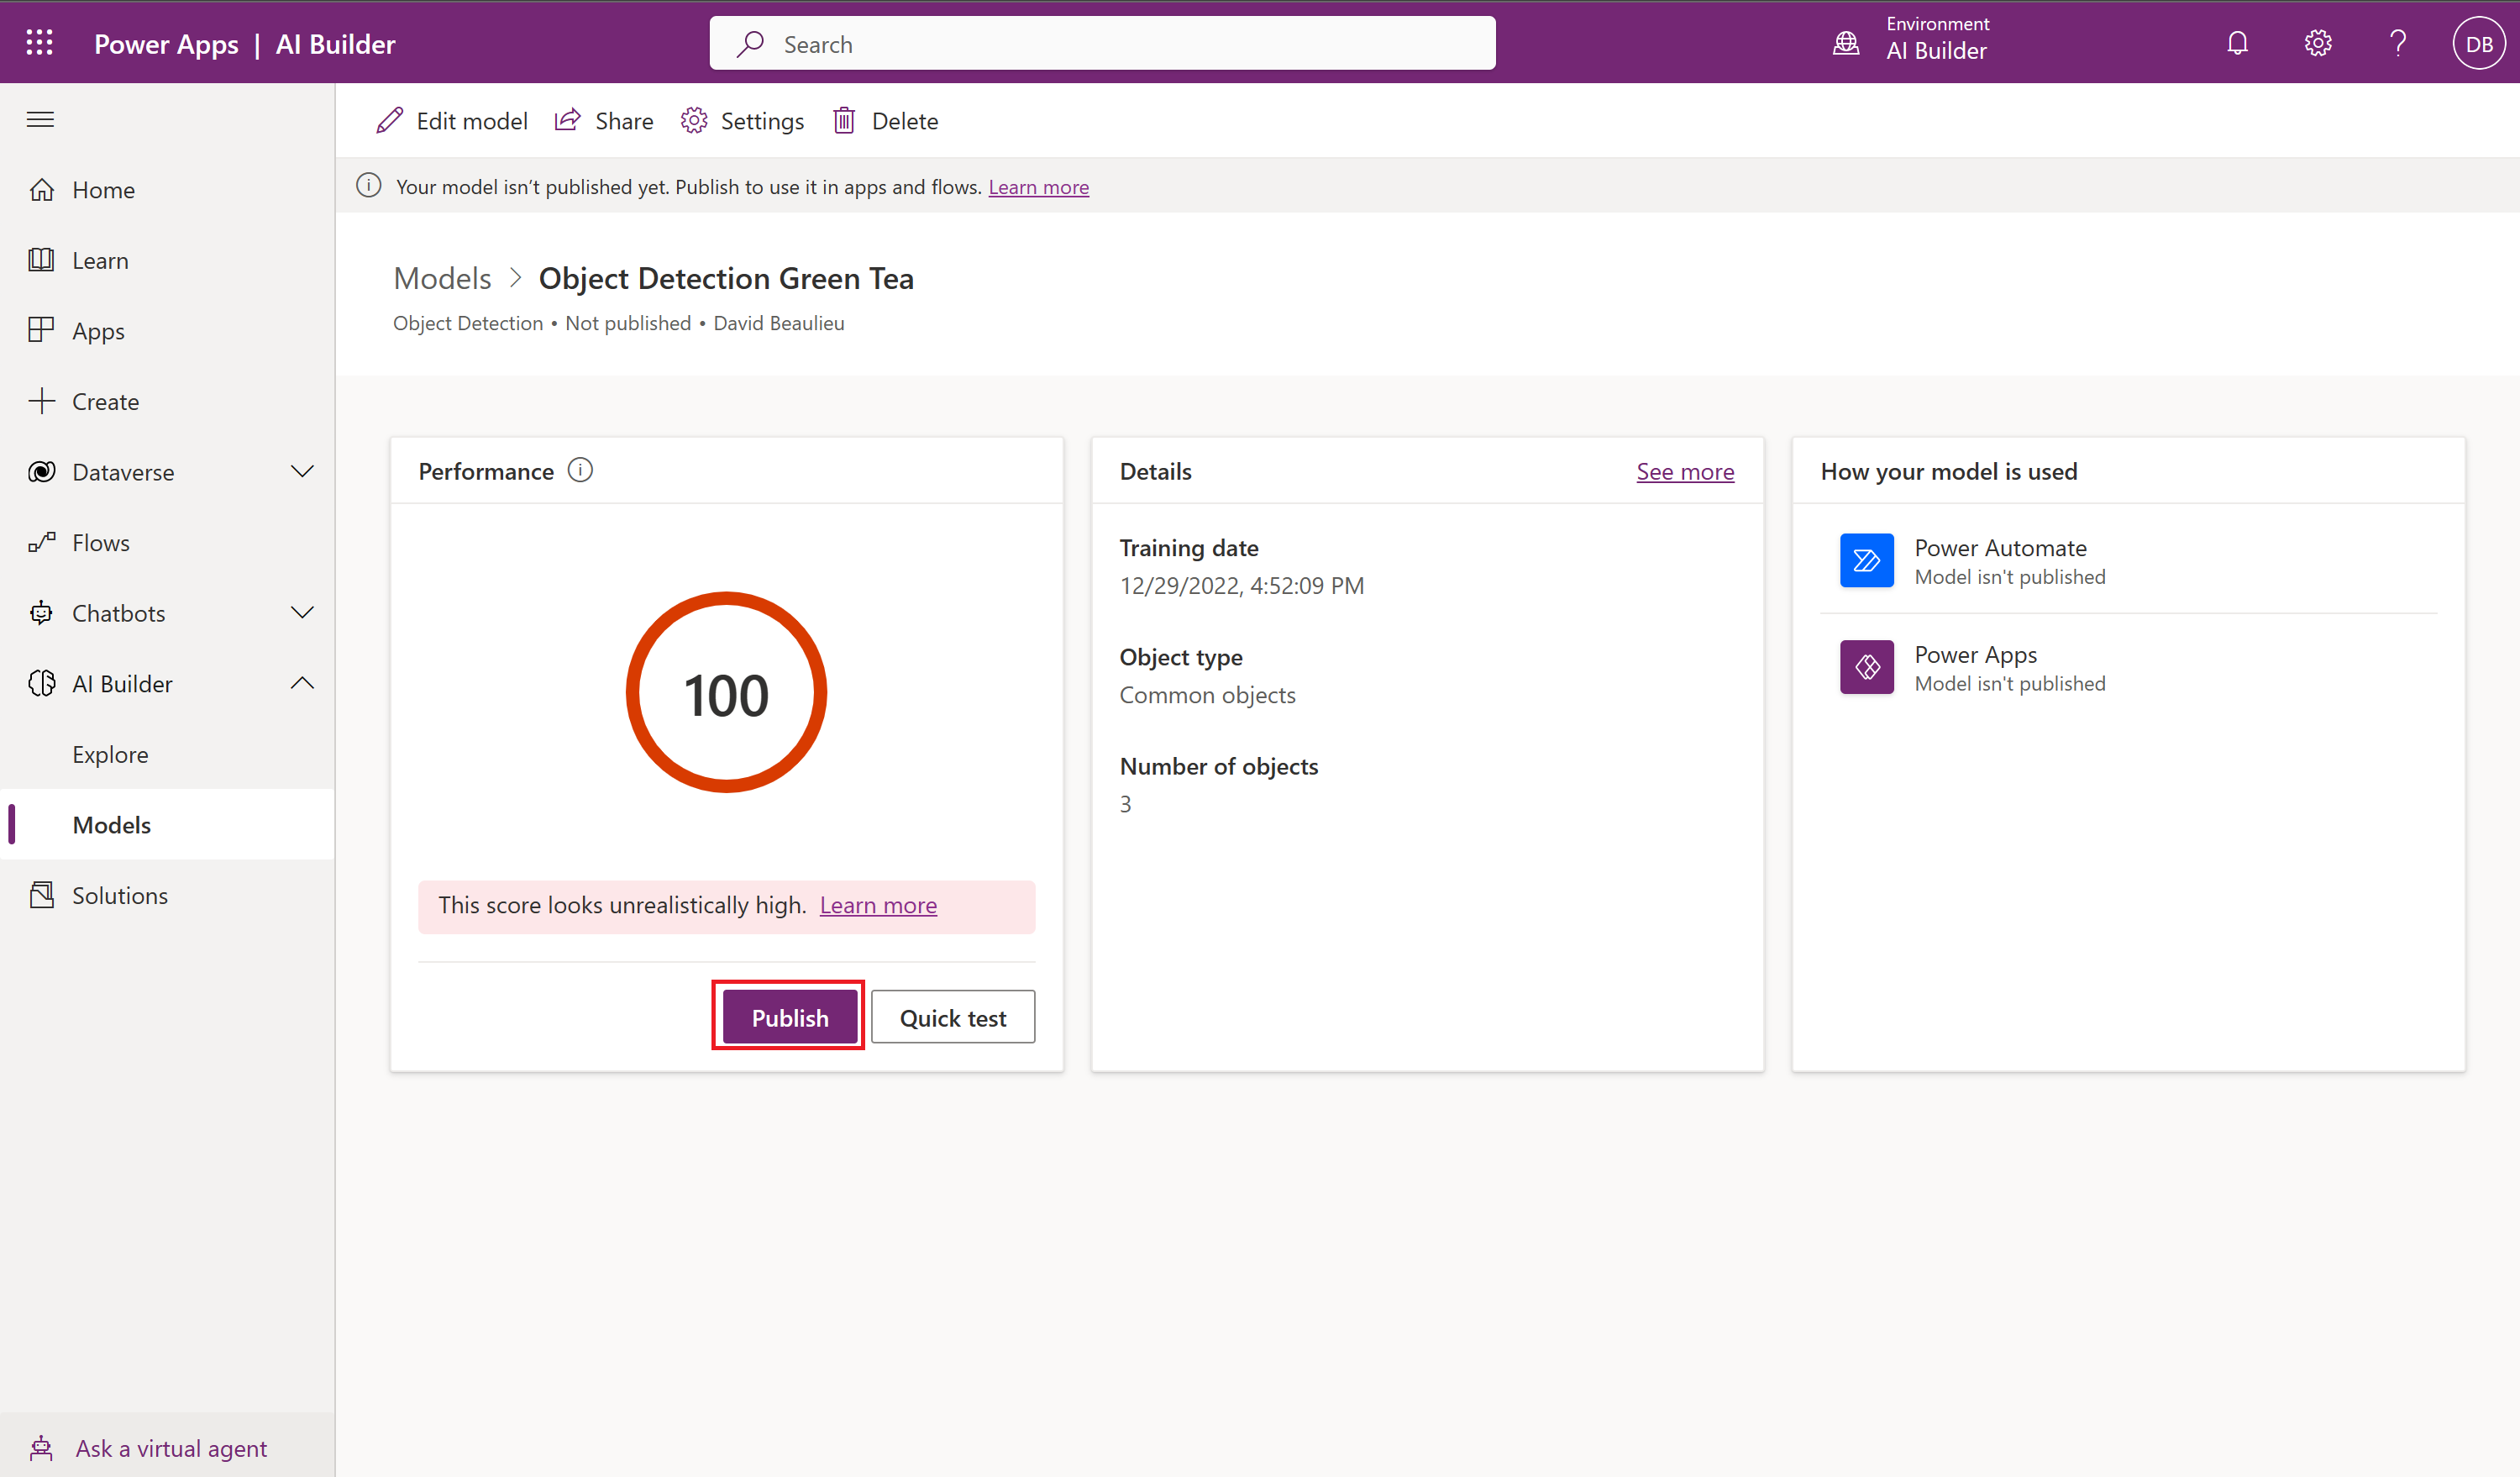 Power Apps | AI Builder
Search
Environment
AI Builder
DB
Edit model
Share
Settings
Delete
Your model isn’t published yet. Publish to use it in apps and flows. Learn more
Home
Learn
Apps
Create
Dataverse
Flows
Chatbots
AI Builder
Explore
Models
Solutions
Ask a virtual agent
Models > Object Detection Green Tea
Object Detection • Not published • David Beaulieu
Performance
100
This score looks unrealistically high. Learn more
Publish
Quick test
Details
See more
Training date
12/29/2022, 4:52:09 PM
Object type
Common objects
Number of objects
3
How your model is used
Power Automate
Model isn't published
Power Apps
Model isn't published